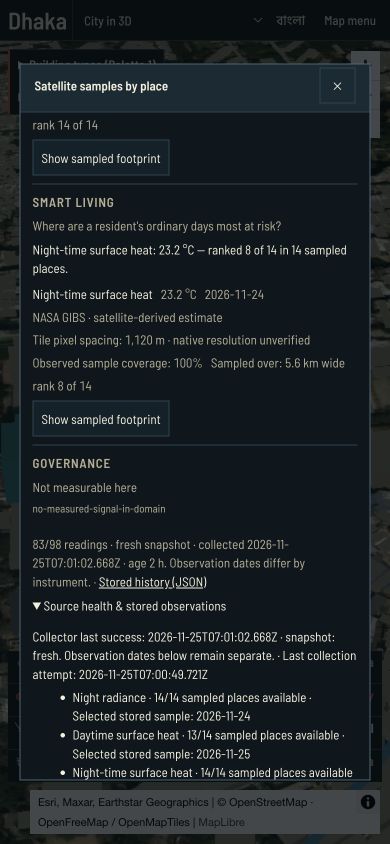 Dhaka
City in 3D
বাংলা
Map menu
Satellite samples by place
×
rank 14 of 14
Show sampled footprint
SMART LIVING
Where are a resident's ordinary days most at risk?
Night-time surface heat: 23.2 °C — ranked 8 of 14 in 14 sampled
places.
Night-time surface heat 23.2 °C 2026-11-24
NASA GIBS · satellite-derived estimate
Tile pixel spacing: 1,120 m · native resolution unverified
Observed sample coverage: 100% Sampled over: 5.6 km wide
rank 8 of 14
Show sampled footprint
GOVERNANCE
Not measurable here
no-measured-signal-in-domain
83/98 readings · fresh snapshot · collected 2026-11-
25T07:01:02.668Z · age 2 h. Observation dates differ by
instrument. · Stored history (JSON)
▼ Source health & stored observations
Collector last success: 2026-11-25T07:01:02.668Z · snapshot:
fresh. Observation dates below remain separate. · Last collection
attempt: 2026-11-25T07:00:49.721Z
• Night radiance · 14/14 sampled places available ·
Selected stored sample: 2026-11-24
• Daytime surface heat · 13/14 sampled places available ·
Selected stored sample: 2026-11-25
• Night-time surface heat · 14/14 sampled places available
Esri, Maxar, Earthstar Geographics | © OpenStreetMap ·
OpenFreeMap / OpenMapTiles | MapLibre